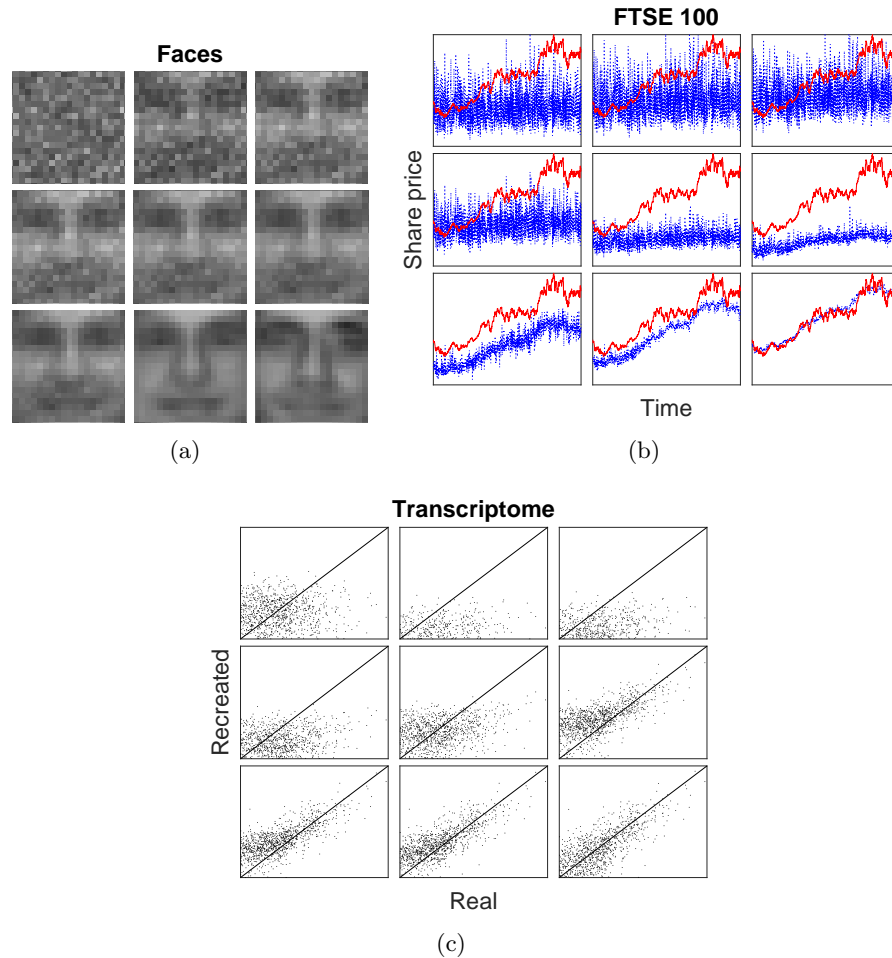 Faces
FTSE 100
Share price
Time
(a)
(b)
Transcriptome
Recreated
Real
(c)